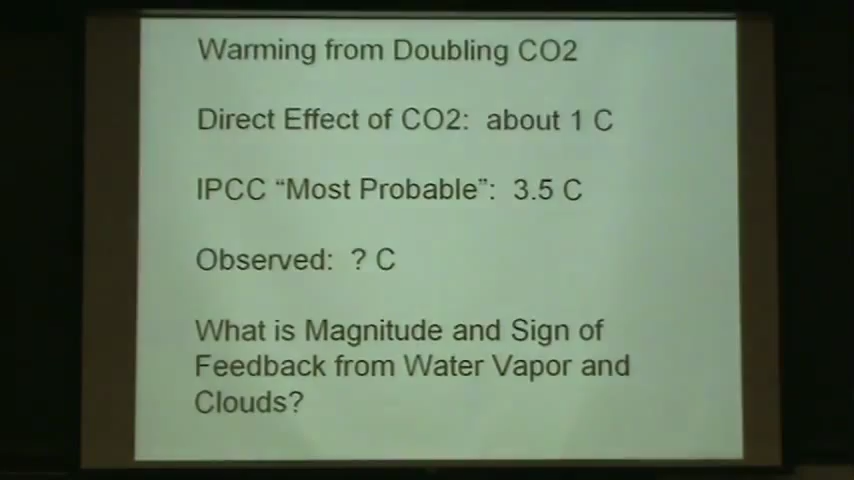 Warming from Doubling CO2
Direct Effect of CO2: about 1 C
IPCC “Most Probable”: 3.5 C
Observed: ? C
What is Magnitude and Sign of
Feedback from Water Vapor and
Clouds?